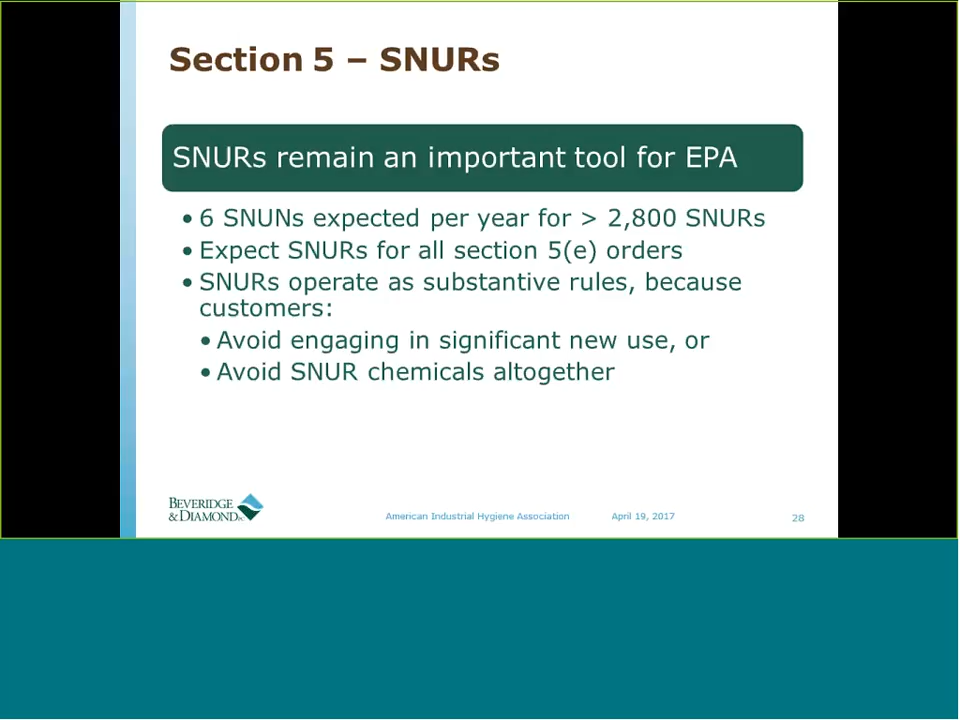 Section 5 – SNURs
SNURs remain an important tool for EPA
• 6 SNUNs expected per year for > 2,800 SNURs
• Expect SNURs for all section 5(e) orders
• SNURs operate as substantive rules, because
customers:
• Avoid engaging in significant new use, or
• Avoid SNUR chemicals altogether
BEVERIDGE
& DIAMOND PC
American Industrial Hygiene Association April 19, 2017 28